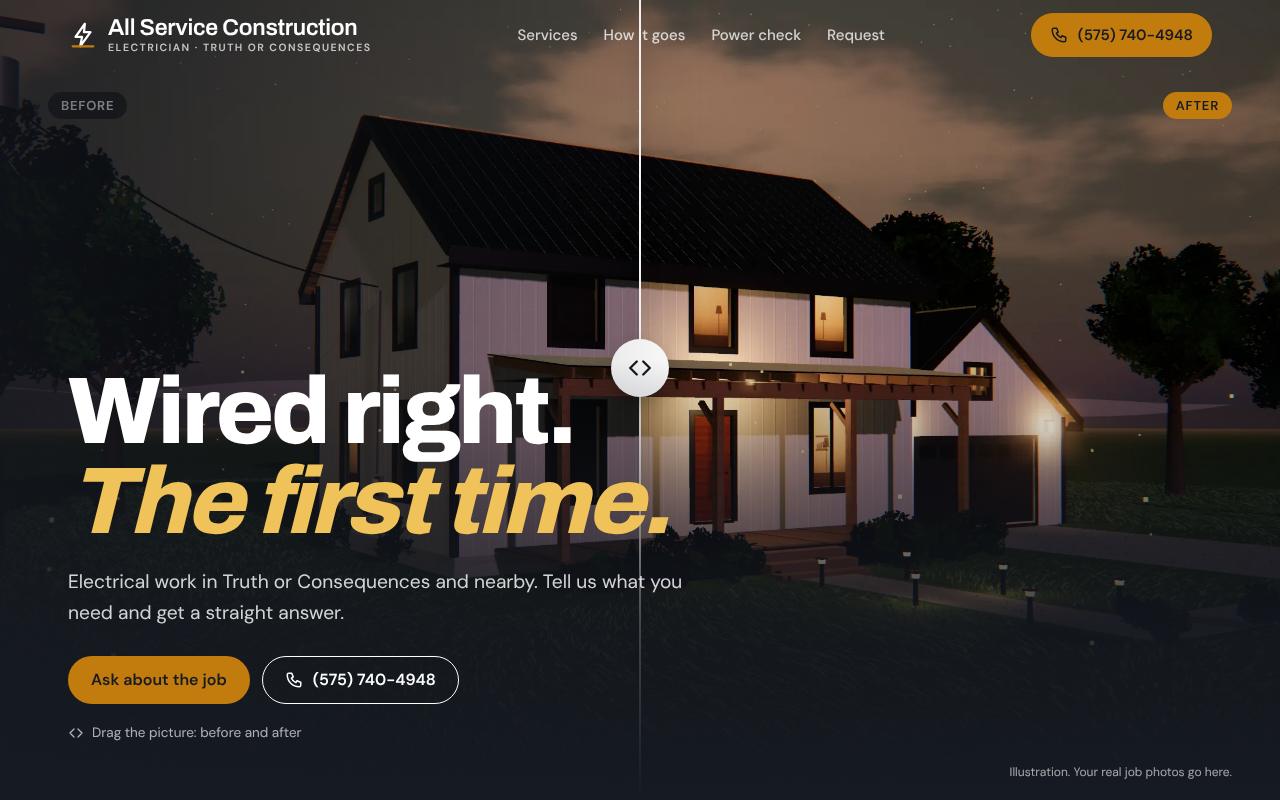 All Service Construction
ELECTRICIAN · TRUTH OR CONSEQUENCES
Services
How it goes
Power check
Request
(575) 740-4948
BEFORE
AFTER
Wired right.
The first time.
Electrical work in Truth or Consequences and nearby. Tell us what you
need and get a straight answer.
Ask about the job
(575) 740-4948
Drag the picture: before and after
Illustration. Your real job photos go here.